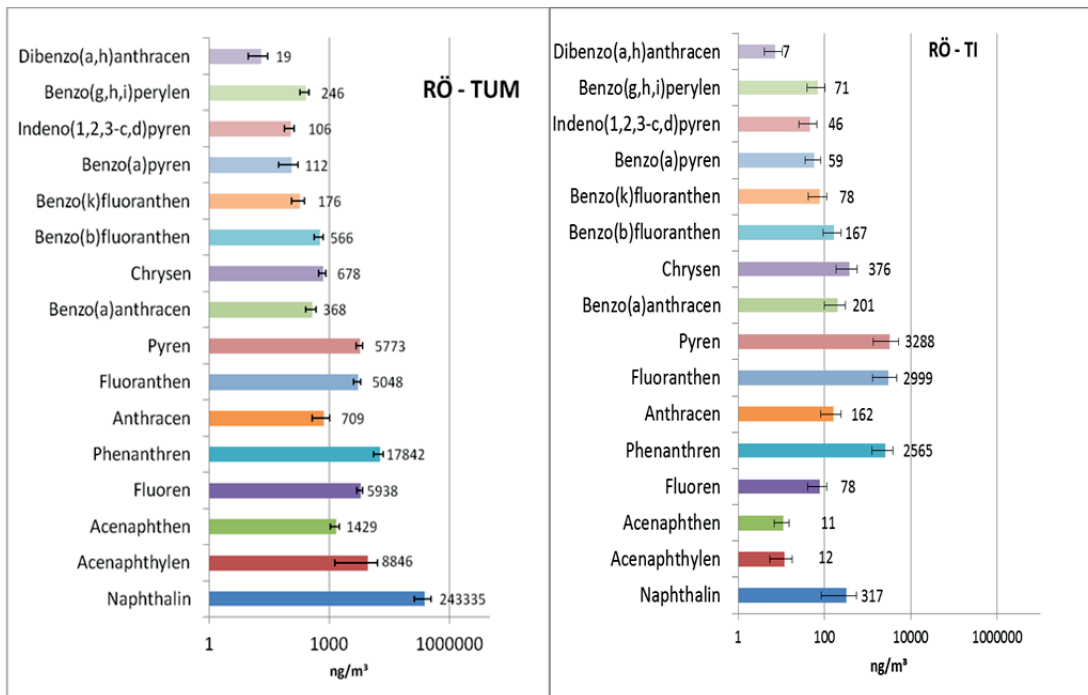 RÖ - TUM
Dibenzo(a,h)anthracen 19
Benzo(g,h,i)perylen 246
Indeno(1,2,3-c,d)pyren 106
Benzo(a)pyren 112
Benzo(k)fluoranthen 176
Benzo(b)fluoranthen 566
Chrysen 678
Benzo(a)anthracen 368
Pyren 5773
Fluoranthen 5048
Anthracen 709
Phenanthren 17842
Fluoren 5938
Acenaphthen 1429
Acenaphthylen 8846
Naphthalin 243335
1 1000 1000000
ng/m³
RÖ - TI
Dibenzo(a,h)anthracen 7
Benzo(g,h,i)perylen 71
Indeno(1,2,3-c,d)pyren 46
Benzo(a)pyren 59
Benzo(k)fluoranthen 78
Benzo(b)fluoranthen 167
Chrysen 376
Benzo(a)anthracen 201
Pyren 3288
Fluoranthen 2999
Anthracen 162
Phenanthren 2565
Fluoren 78
Acenaphthen 11
Acenaphthylen 12
Naphthalin 317
1 100 10000 1000000
ng/m³